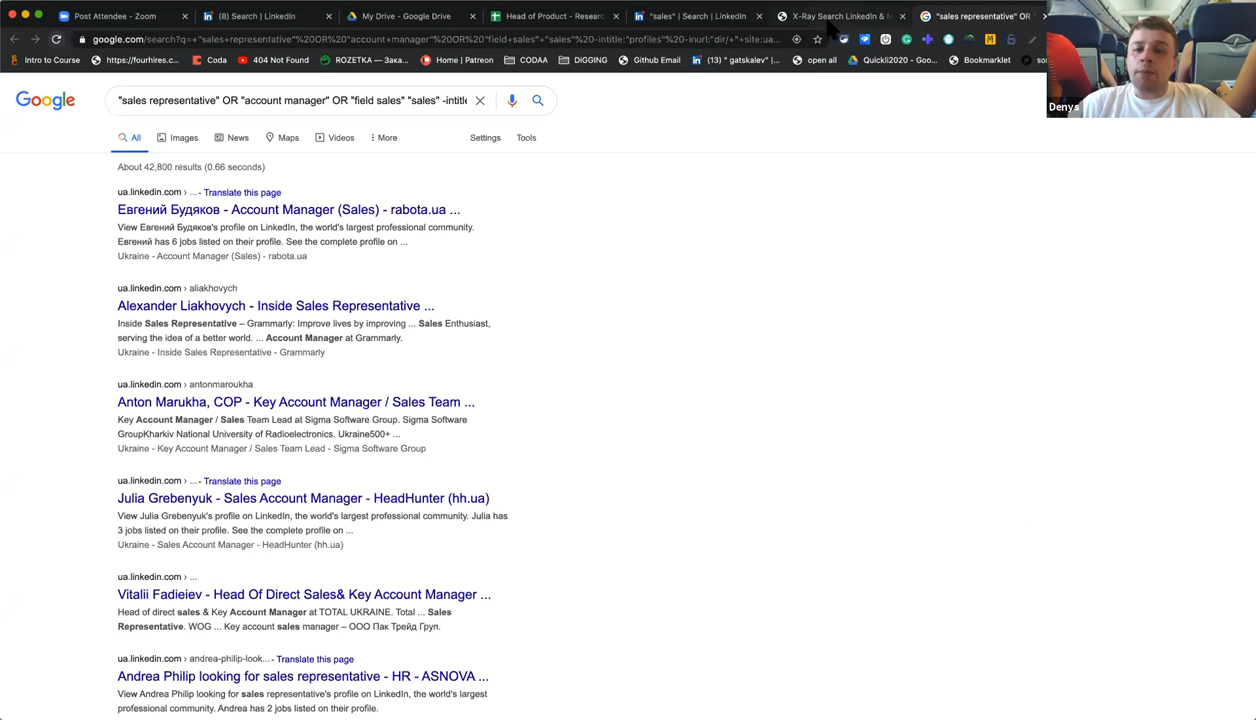 Post Attendee - Zoom
(8) Search | LinkedIn
My Drive - Google Drive
Head of Product - Researc
"sales" | Search | LinkedIn
X-Ray Search LinkedIn & M
"sales representative" OR "
google.com/search?q=+"sales+representative"%20OR%20"account+manager"%20OR%20"field+sales"+"sales"%20-intitle:"profiles"%20-inurl:"dir/+"+site:ua...
Intro to Course
https://fourhires.c...
Coda
404 Not Found
ROZETKA — Зака...
Home | Patreon
CODAA
DiGGING
Github Email
(13) " gatskalev" |...
open all
Quickli2020 - Goo...
Bookmarklet
Denys
Google
"sales representative" OR "account manager" OR "field sales" "sales" -intitle
All
Images
News
Maps
Videos
More
Settings
Tools
About 42,800 results (0.66 seconds)
ua.linkedin.com › ... - Translate this page
Евгений Будяков - Account Manager (Sales) - rabota.ua ...
View Евгений Будяков's profile on LinkedIn, the world's largest professional community.
Евгений has 6 jobs listed on their profile. See the complete profile on ...
Ukraine - Account Manager (Sales) - rabota.ua
ua.linkedin.com › aliakhovych
Alexander Liakhovych - Inside Sales Representative ...
Inside Sales Representative – Grammarly: Improve lives by improving ... Sales Enthusiast,
serving the idea of a better world. ... Account Manager at Grammarly.
Ukraine - Inside Sales Representative - Grammarly
ua.linkedin.com › antonmaroukha
Anton Marukha, COP - Key Account Manager / Sales Team ...
Key Account Manager / Sales Team Lead at Sigma Software Group. Sigma Software
GroupKharkiv National University of Radioelectronics. Ukraine500+ ...
Ukraine - Key Account Manager / Sales Team Lead - Sigma Software Group
ua.linkedin.com › ... - Translate this page
Julia Grebenyuk - Sales Account Manager - HeadHunter (hh.ua)
View Julia Grebenyuk's profile on LinkedIn, the world's largest professional community. Julia has
3 jobs listed on their profile. See the complete profile on ...
Ukraine - Sales Account Manager - HeadHunter (hh.ua)
ua.linkedin.com › ...
Vitalii Fadieiev - Head Of Direct Sales& Key Account Manager ...
Head of direct sales & Key Account Manager at TOTAL UKRAINE. Total ... Sales
Representative. WOG ... Key account sales manager – ООО Пак Трейд Груп.
ua.linkedin.com › andrea-philip-look... - Translate this page
Andrea Philip looking for sales representative - HR - ASNOVA ...
View Andrea Philip looking for sales representative's profile on LinkedIn, the world's largest
professional community. Andrea has 2 jobs listed on their profile.